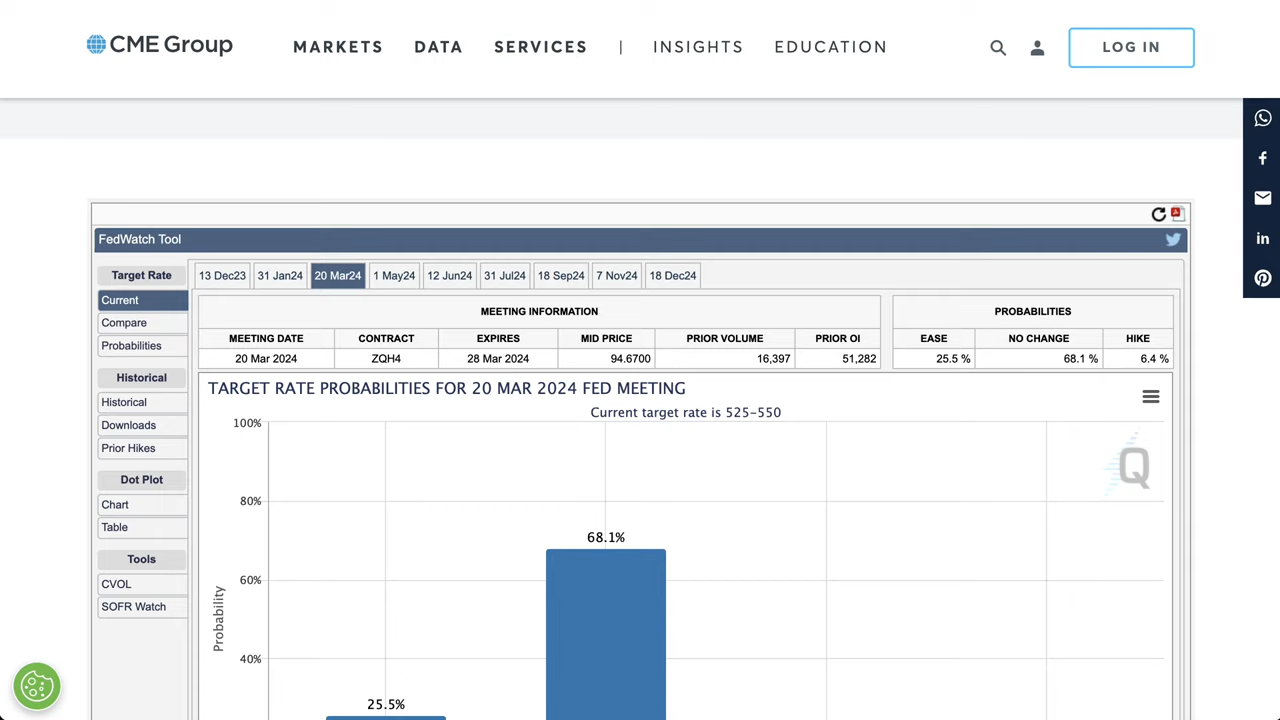 CME Group
MARKETS DATA SERVICES | INSIGHTS EDUCATION
LOG IN
FedWatch Tool
Target Rate
Current
Compare
Probabilities
Historical
Historical
Downloads
Prior Hikes
Dot Plot
Chart
Table
Tools
CVOL
SOFR Watch
13 Dec23 31 Jan24 20 Mar24 1 May24 12 Jun24 31 Jul24 18 Sep24 7 Nov24 18 Dec24
MEETING INFORMATION
MEETING DATE CONTRACT EXPIRES MID PRICE PRIOR VOLUME PRIOR OI
20 Mar 2024 ZQH4 28 Mar 2024 94.6700 16,397 51,282
PROBABILITIES
EASE NO CHANGE HIKE
25.5 % 68.1 % 6.4 %
TARGET RATE PROBABILITIES FOR 20 MAR 2024 FED MEETING
Current target rate is 525-550
100%
80%
60%
40%
Probability
68.1%
25.5%
Q